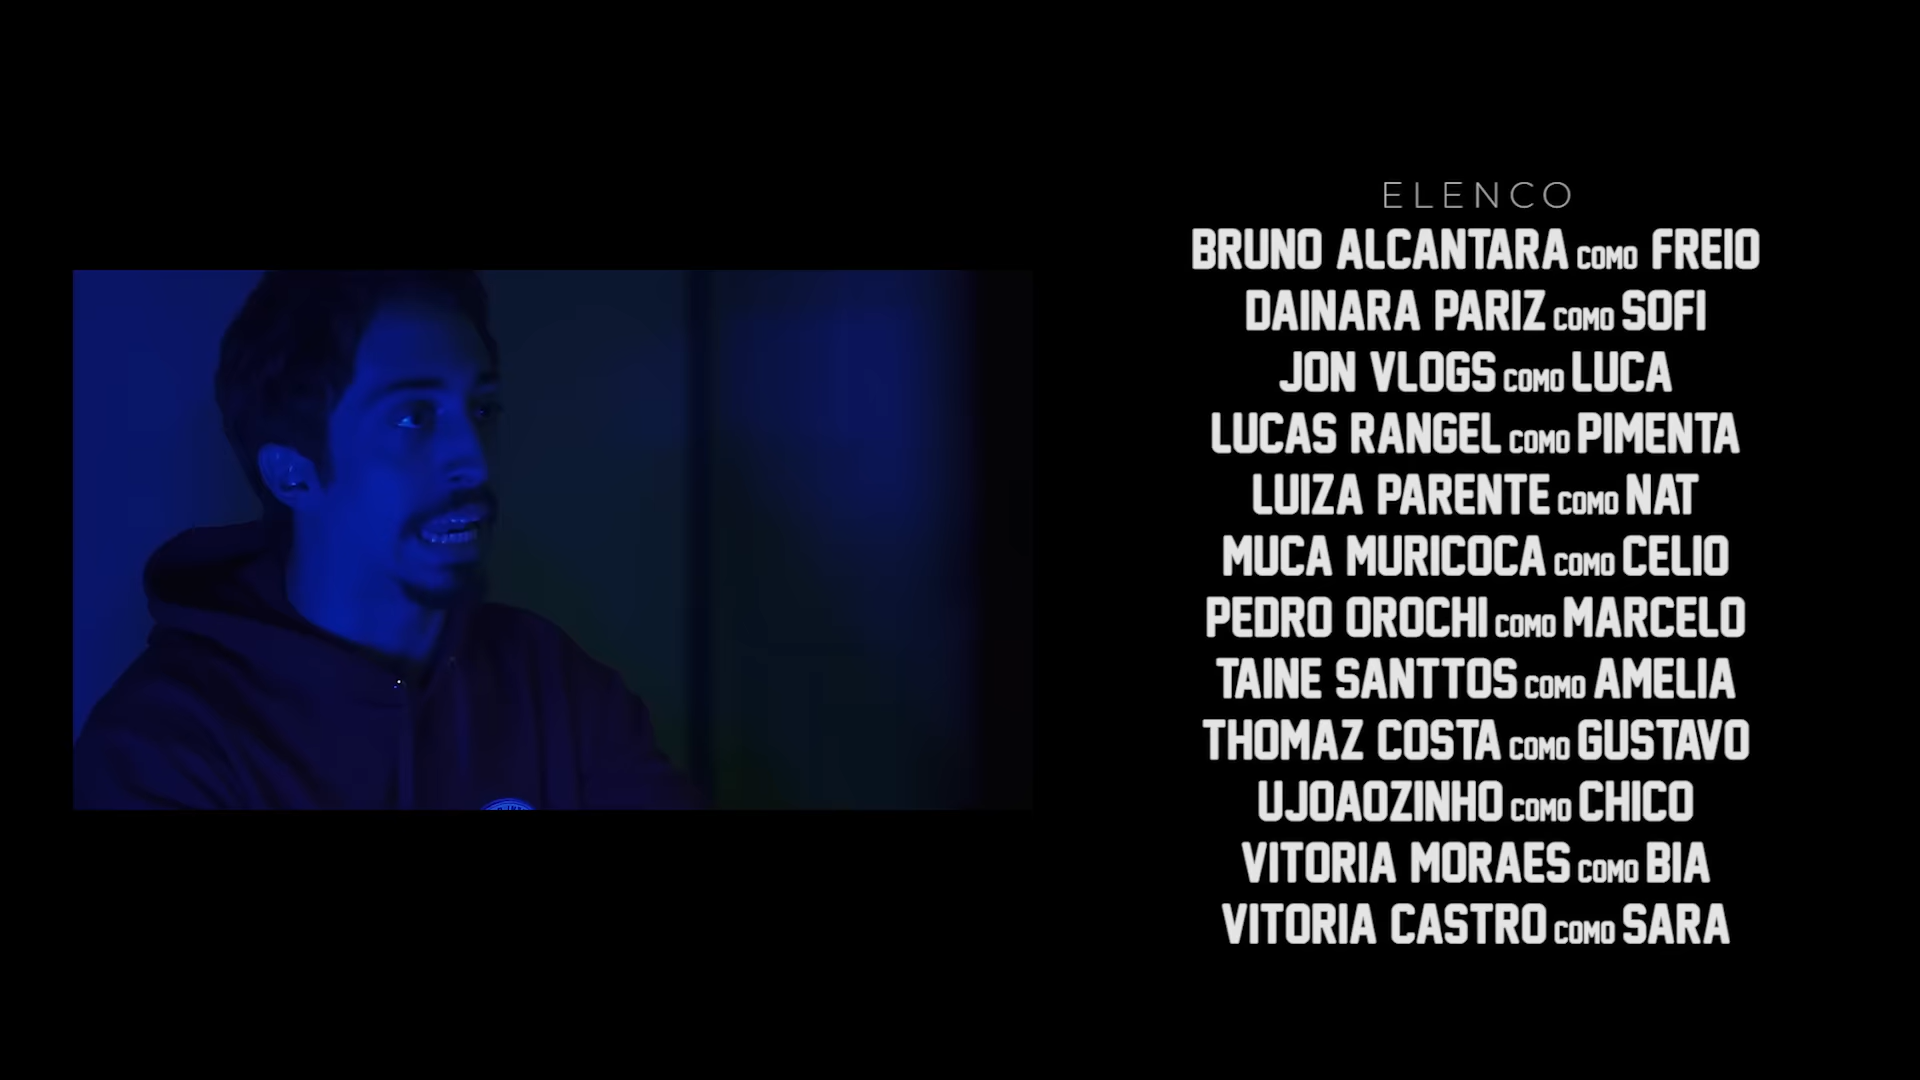 ELENCO
BRUNO ALCANTARA COMO FREIO
DAINARA PARIZ COMO SOFI
JON VLOGS COMO LUCA
LUCAS RANGEL COMO PIMENTA
LUIZA PARENTE COMO NAT
MUCA MURICOCA COMO CELIO
PEDRO OROCHI COMO MARCELO
TAINE SANTTOS COMO AMELIA
THOMAZ COSTA COMO GUSTAVO
UJOAOZINHO COMO CHICO
VITORIA MORAES COMO BIA
VITORIA CASTRO COMO SARA